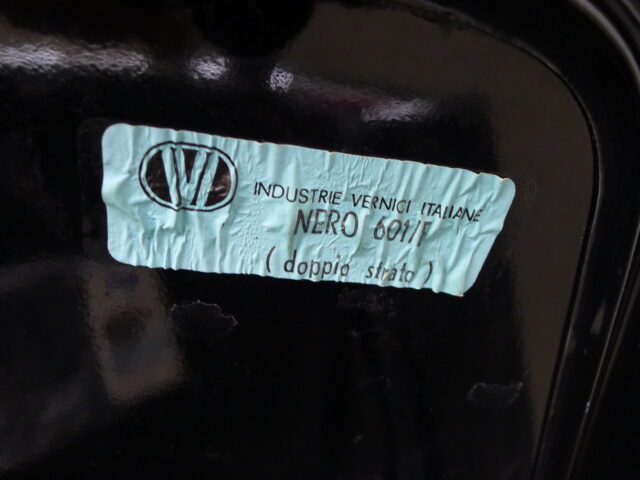 IVI
INDUSTRIE VERNICI ITALIANE
NERO 601/F
( doppio strato )